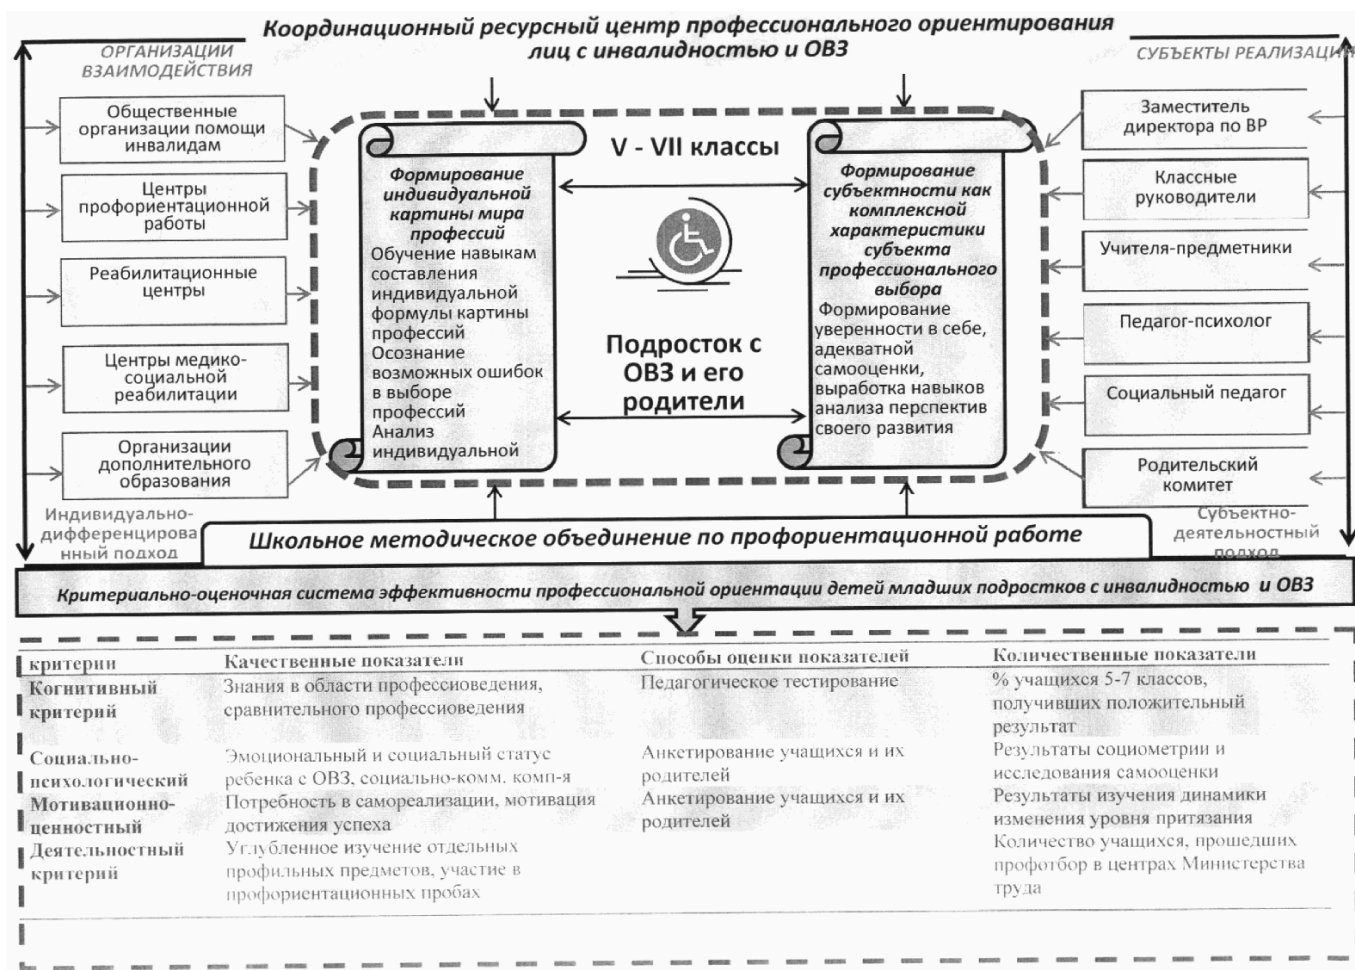 Координационный ресурсный центр профессионального ориентирования
лиц с инвалидностью и ОВЗ
ОРГАНИЗАЦИИ
ВЗАИМОДЕЙСТВИЯ
СУБЪЕКТЫ РЕАЛИЗАЦИИ
Общественные
организации помощи
инвалидам
Центры
профориентационной
работы
Реабилитационные
центры
Центры медико-
социальной
реабилитации
Организации
дополнительного
образования
Индивидуально-
дифференцирова
нный подход
Формирование
индивидуальной
картины мира
профессий
Обучение навыкам
составления
индивидуальной
формулы картины
профессий
Осознание
возможных ошибок
в выборе
профессий
Анализ
индивидуальной
V - VII классы
Подросток с
ОВЗ и его
родители
Формирование
субъектности как
комплексной
характеристики
субъекта
профессионального
выбора
Формирование
уверенности в себе,
адекватной
самооценки,
выработка навыков
анализа перспектив
своего развития
Заместитель
директора по ВР
Классные
руководители
Учителя-предметники
Педагог-психолог
Социальный педагог
Родительский
комитет
Субъектно-
деятельностный
подход
Школьное методическое объединение по профориентационной работе
Критериально-оценочная система эффективности профессиональной ориентации детей младших подростков с инвалидностью и ОВЗ
критерии Качественные показатели Способы оценки показателей Количественные показатели
Когнитивный Знания в области профессиоведения, Педагогическое тестирование % учащихся 5-7 классов,
критерий сравнительного профессиоведения получивших положительный
результат
Социально- Эмоциональный и социальный статус Анкетирование учащихся и их Результаты социометрии и
психологический ребенка с ОВЗ, социально-комм. комп-я родителей исследования самооценки
Мотивационно- Потребность в самореализации, мотивация Анкетирование учащихся и их Результаты изучения динамики
ценностный достижения успеха родителей изменения уровня притязания
Деятельностный Углубленное изучение отдельных Количество учащихся, прошедших
критерий профильных предметов, участие в профотбор в центрах Министерства
профориентационных пробах труда